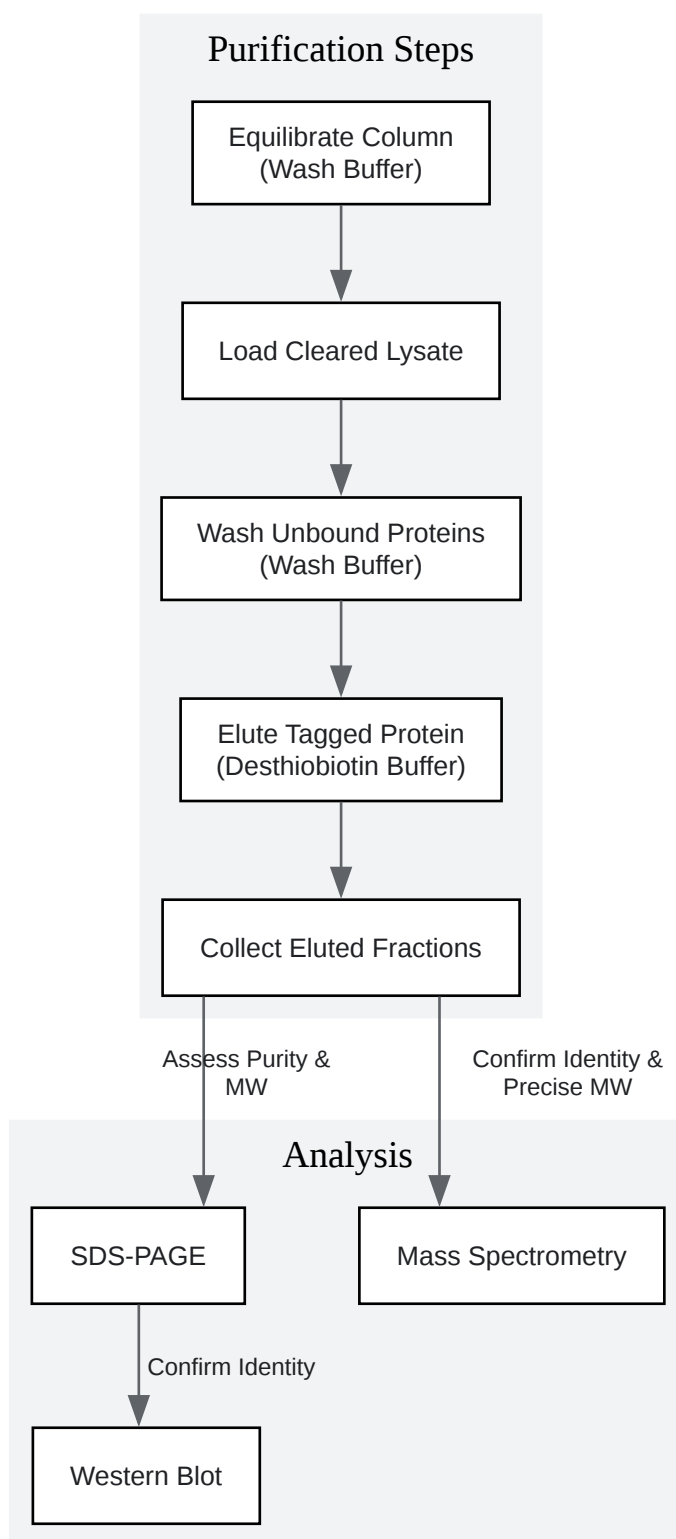 Purification Steps
Equilibrate Column
(Wash Buffer)
Load Cleared Lysate
Wash Unbound Proteins
(Wash Buffer)
Elute Tagged Protein
(Desthiobiotin Buffer)
Collect Eluted Fractions
Assess Purity &
MW
Confirm Identity &
Precise MW
Analysis
SDS-PAGE
Mass Spectrometry
Confirm Identity
Western Blot